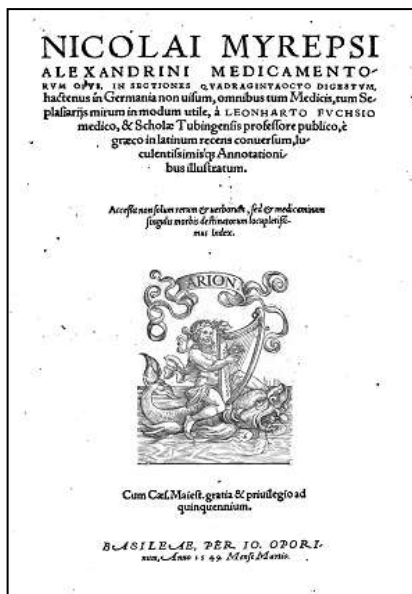 NICOLAI MYREPSI
ALEXANDRINI MEDICAMENTO-
RVM OPVS, IN SECTIONES QVADRAGINTAOCTO DIGESTVM,
hactenus in Germania non uisum, omnibus tum Medicis, tum Se-
plasiarijs mirum in modum utile, à LEONHARTO FVCHSIO
medico, & Scholæ Tubingensis professore publico, è
græco in latinum recens conuersum, lu-
culentissimisq́; Annotationi-
bus illustratum.
Accessit non solum rerum & uerborum, sed & medicaminum
singulis morbis destinatorum locupletiss-
mus Index.
ARION
Cum Cæs. Maiest. gratia & priuilegio ad
quinquennium.
BASILEAE, PER IO. OPORI-
num, Anno 1549. Mense Martio.